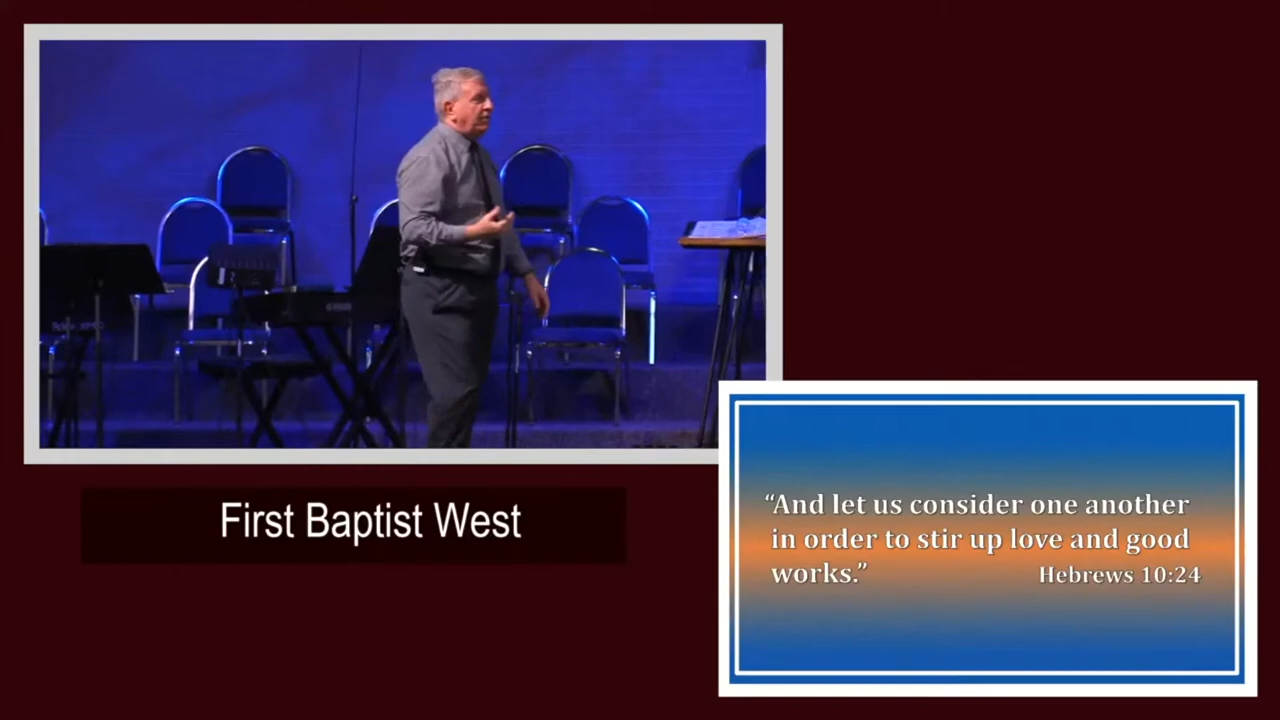 First Baptist West
“And let us consider one another
in order to stir up love and good
works.”
Hebrews 10:24